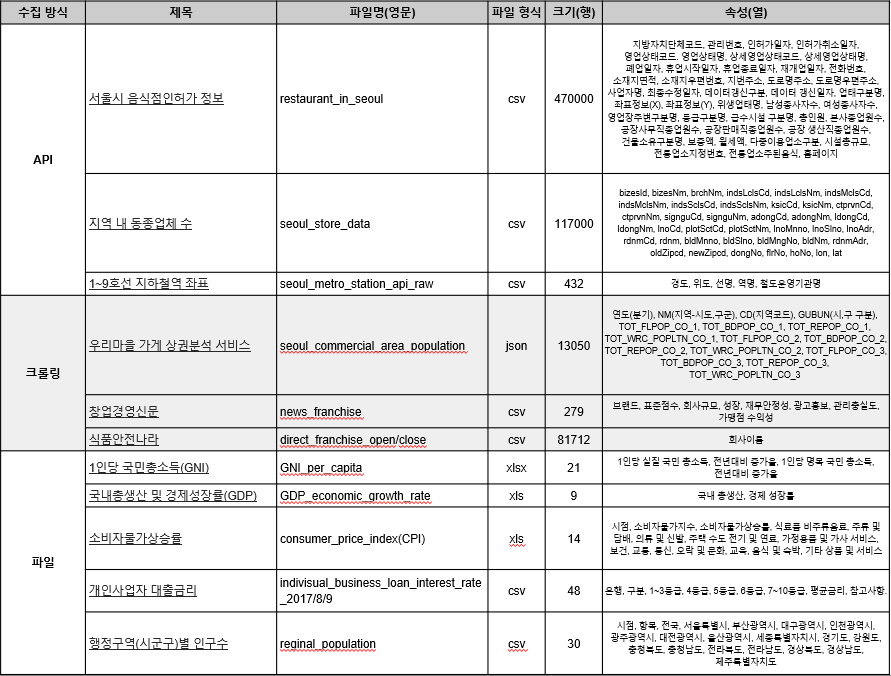 수집 방식 제목 파일명(영문) 파일 형식 크기(행) 속성(열)
API
서울시 음식점인허가 정보 restaurant_in_seoul csv 470000
지방자치단체코드, 관리번호, 인허가일자, 인허가취소일자,
영업상태코드, 영업상태명, 상세영업상태코드, 상세영업상태명,
폐업일자, 휴업시작일자, 휴업종료일자, 재개업일자, 전화번호,
소재지면적, 소재지우편번호, 지번주소, 도로명주소, 도로명우편주소,
사업자명, 최종수정일자, 데이터갱신구분, 데이터 갱신일자, 업태구분명,
좌표정보(X), 좌표정보(Y), 위생업태명, 남성종사자수, 여성종사자수,
영업장주변구분명, 등급구분명, 급수시설 구분명, 총인원, 본사종업원수,
공장사무직종업원수, 공장판매직종업원수, 공장 생산직종업원수,
건물소유구분명, 보증액, 월세액, 다중이용업소구분, 시설총규모,
전통업소지정번호, 전통업소주된음식, 홈페이지
지역 내 동종업체 수 seoul_store_data csv 117000
bizesId, bizesNm, brchNm, indsLclsCd, indsLclsNm, indsMclsCd,
indsMclsNm, indsSclsCd, indsSclsNm, ksicCd, ksicNm, ctprvnCd,
ctprvnNm, signguCd, signguNm, adongCd, adongNm, ldongCd,
ldongNm, lnoCd, plotSctCd, plotSctNm, lnoMnno, lnoSlno, lnoAdr,
rdnmCd, rdnm, bldMnno, bldSlno, bldMngNo, bldNm, rdnmAdr,
oldZipcd, newZipcd, dongNo, flrNo, hoNo, lon, lat
1~9호선 지하철역 좌표 seoul_metro_station_api_raw csv 432 경도, 위도, 선명, 역명, 철도운영기관명
크롤링
우리마을 가게 상권분석 서비스 seoul_commercial_area_population json 13050
연도(분기), NM(지역-시도,구군), CD(지역코드), GUBUN(시,구 구분),
TOT_FLPOP_CO_1, TOT_BDPOP_CO_1, TOT_REPOP_CO_1,
TOT_WRC_POPLTN_CO_1, TOT_FLPOP_CO_2, TOT_BDPOP_CO_2,
TOT_REPOP_CO_2, TOT_WRC_POPLTN_CO_2, TOT_FLPOP_CO_3,
TOT_BDPOP_CO_3, TOT_REPOP_CO_3,
TOT_WRC_POPLTN_CO_3
창업경영신문 news_franchise csv 279
브랜드, 표준점수, 회사규모, 성장, 재무안정성, 광고홍보, 관리충실도,
가맹점 수익성
식품안전나라 direct_franchise_open/close csv 81712 회사이름
파일
1인당 국민총소득(GNI) GNI_per_capita xlsx 21
1인당 실질 국민 총소득, 전년대비 증가율, 1인당 명목 국민 총소득,
전년대비 증가율
국내총생산 및 경제성장률(GDP) GDP_economic_growth_rate xls 9 국내 총생산, 경제 성장률
소비자물가상승률 consumer_price_index(CPI) xls 14
시점, 소비자물가지수, 소비자물가상승률, 식료품 비주류음료, 주류 및
담배, 의류 및 신발, 주택 수도 전기 및 연료, 가정용품 및 가사 서비스,
보건, 교통, 통신, 오락 및 문화, 교육, 음식 및 숙박, 기타 상품 및 서비스
개인사업자 대출금리 indivisual_business_loan_interest_rate
_2017/8/9 csv 48 은행, 구분, 1~3등급, 4등급, 5등급, 6등급, 7~10등급, 평균금리, 참고사항.
행정구역(시군구)별 인구수 reginal_population csv 30
시점, 항목, 전국, 서울특별시, 부산광역시, 대구광역시, 인천광역시,
광주광역시, 대전광역시, 울산광역시, 세종특별자치시, 경기도, 강원도,
충청북도, 충청남도, 전라북도, 전라남도, 경상북도, 경상남도,
제주특별자치도